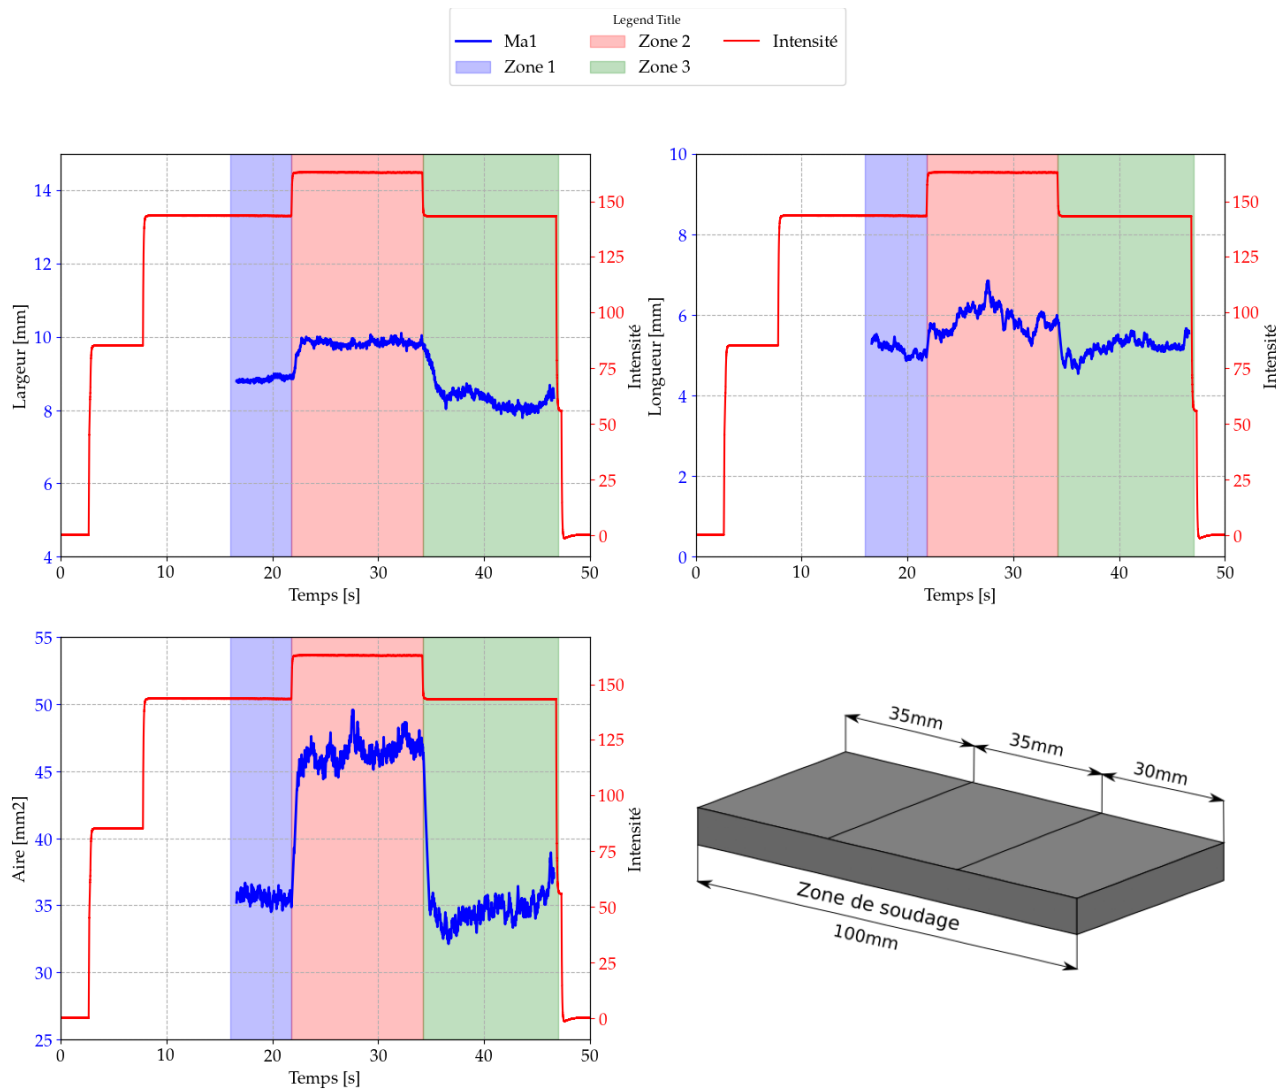 Legend Title
Ma1 Zone 2 Intensité
Zone 1 Zone 3
14
12
10
8
6
4
Largeur [mm]
0 10 20 30 40 50
Temps [s]
150
125
100
75
50
25
0
Intensité
10
8
6
4
2
0
Longueur [mm]
0 10 20 30 40 50
Temps [s]
150
125
100
75
50
25
0
Intensité
55
50
45
40
35
30
25
Aire [mm2]
0 10 20 30 40 50
Temps [s]
150
125
100
75
50
25
0
Intensité
35mm
35mm
30mm
Zone de soudage
100mm